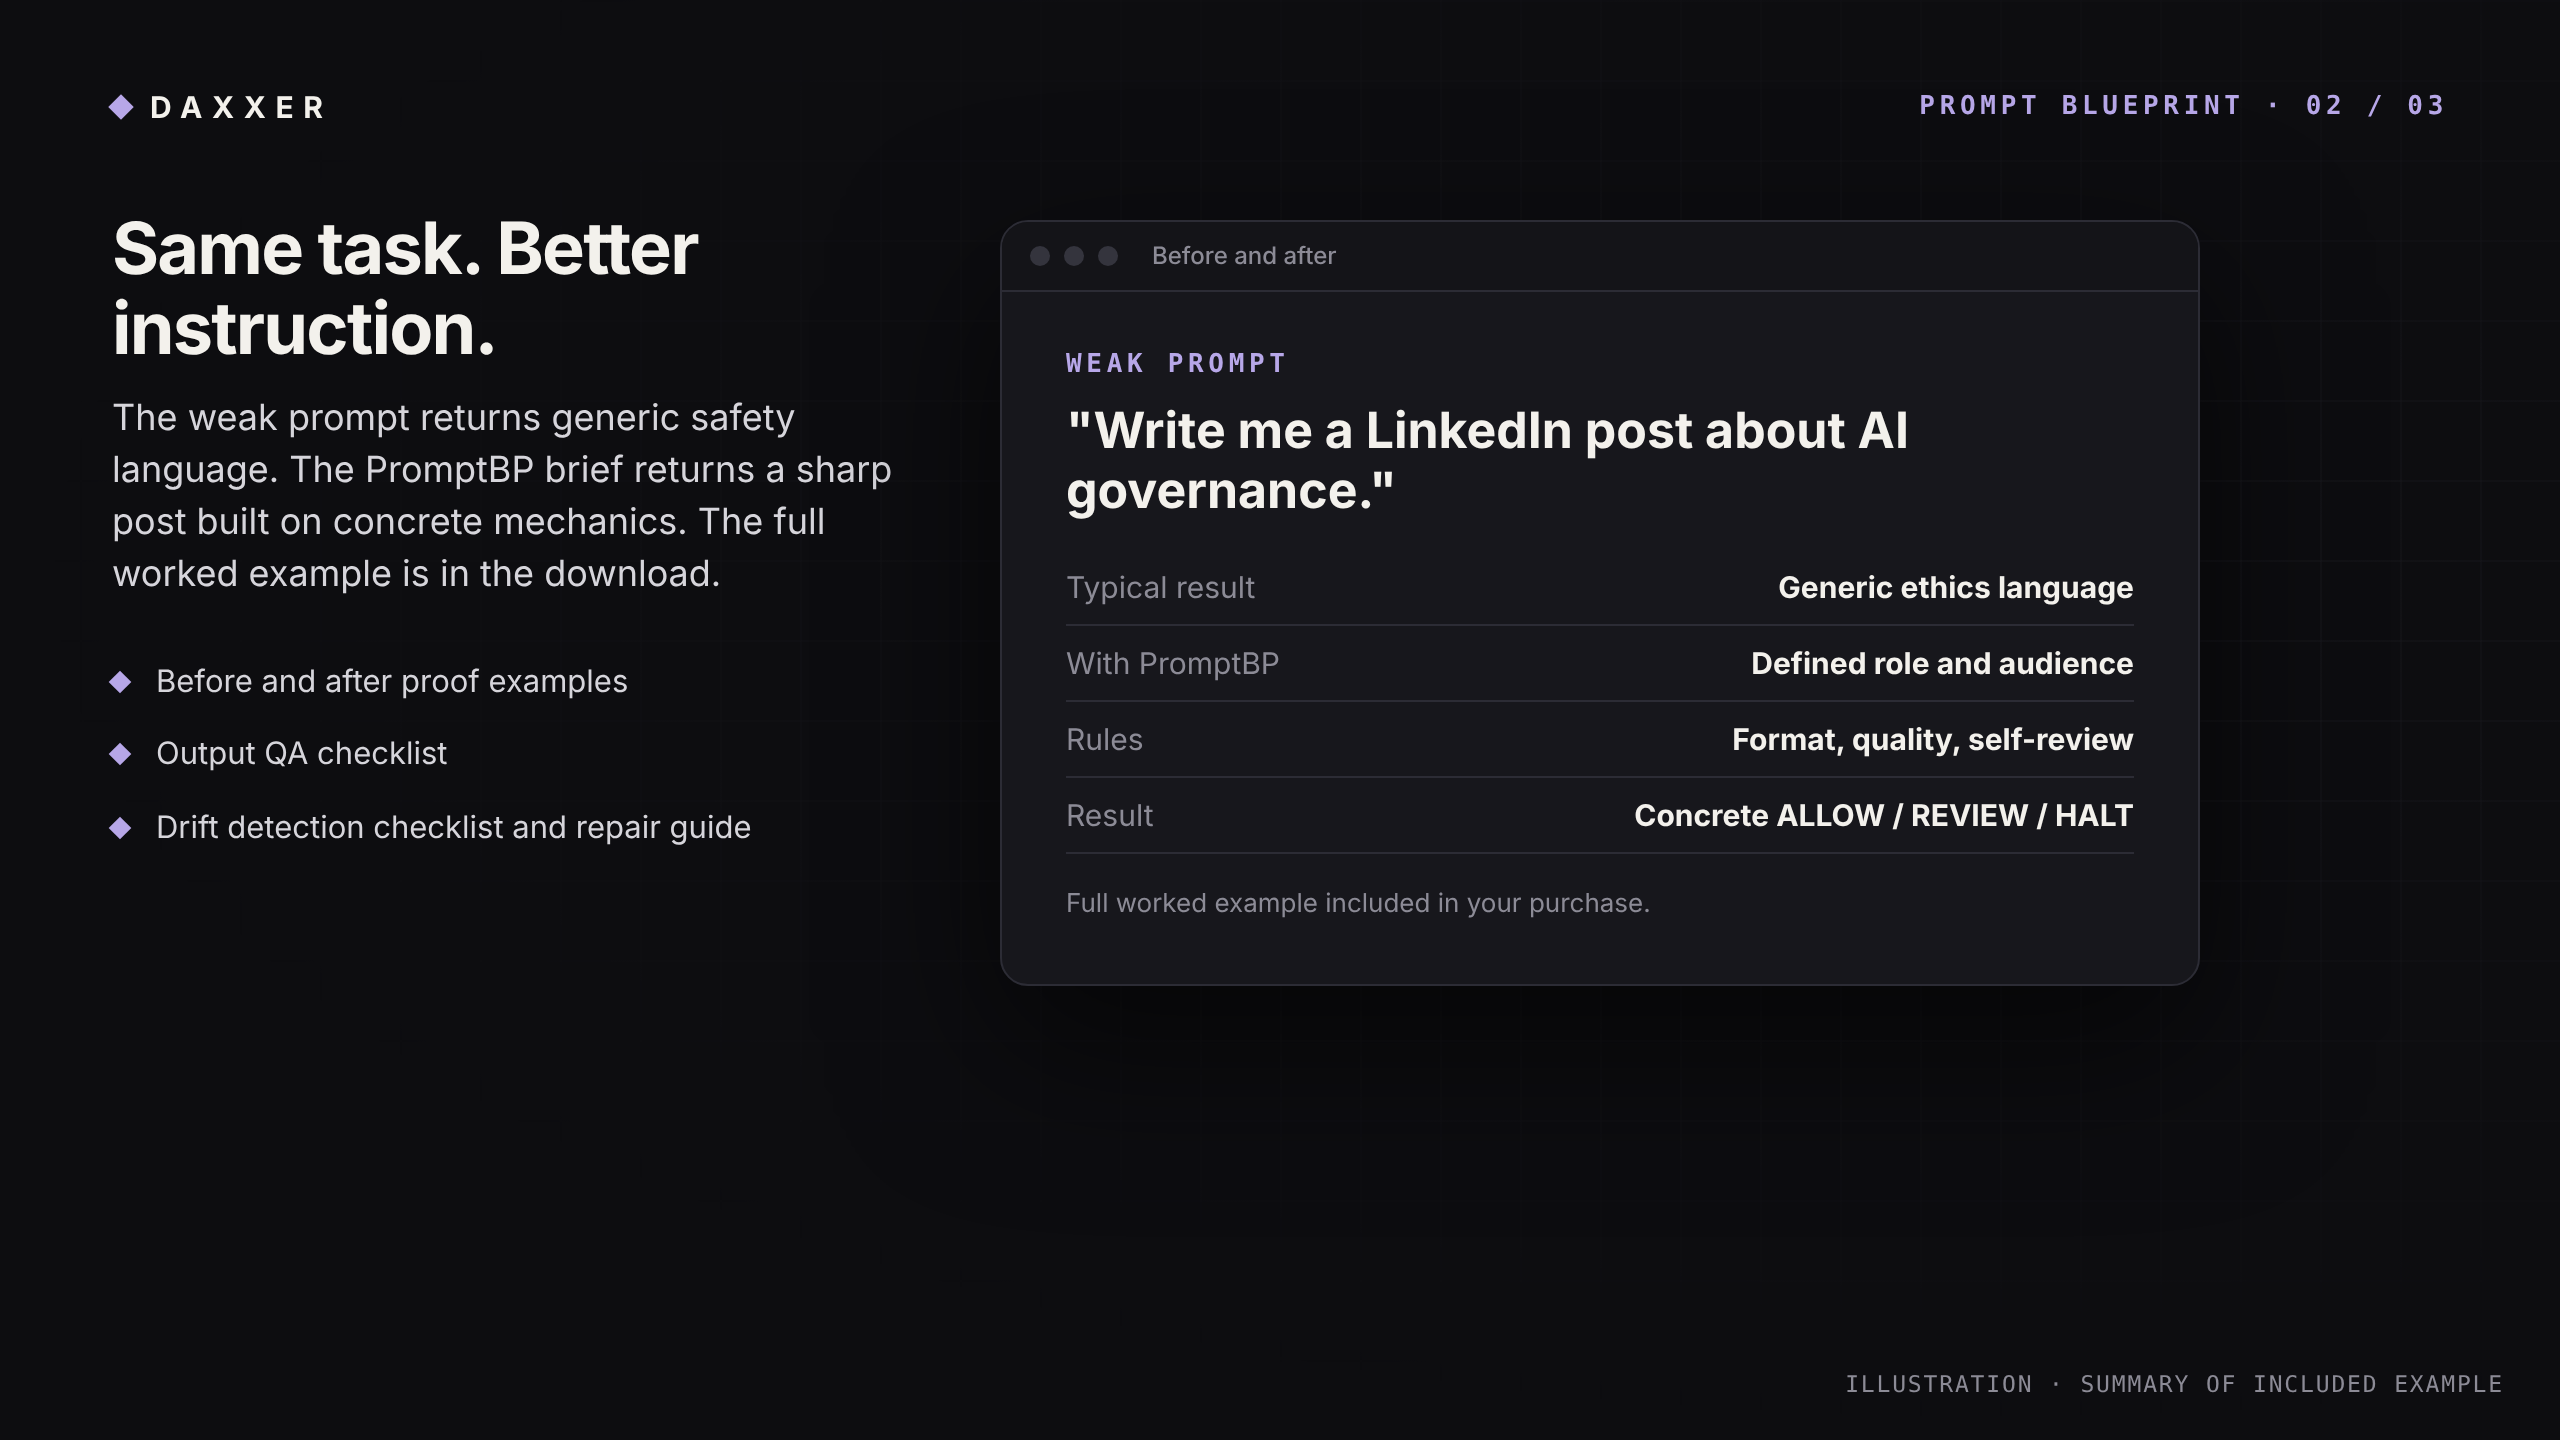 DAXXER
PROMPT BLUEPRINT · 02 / 03
Same task. Better
instruction.
The weak prompt returns generic safety
language. The PromptBP brief returns a sharp
post built on concrete mechanics. The full
worked example is in the download.
Before and after proof examples
Output QA checklist
Drift detection checklist and repair guide
Before and after
WEAK PROMPT
"Write me a LinkedIn post about AI
governance."
Typical result Generic ethics language
With PromptBP Defined role and audience
Rules Format, quality, self-review
Result Concrete ALLOW / REVIEW / HALT
Full worked example included in your purchase.
ILLUSTRATION · SUMMARY OF INCLUDED EXAMPLE